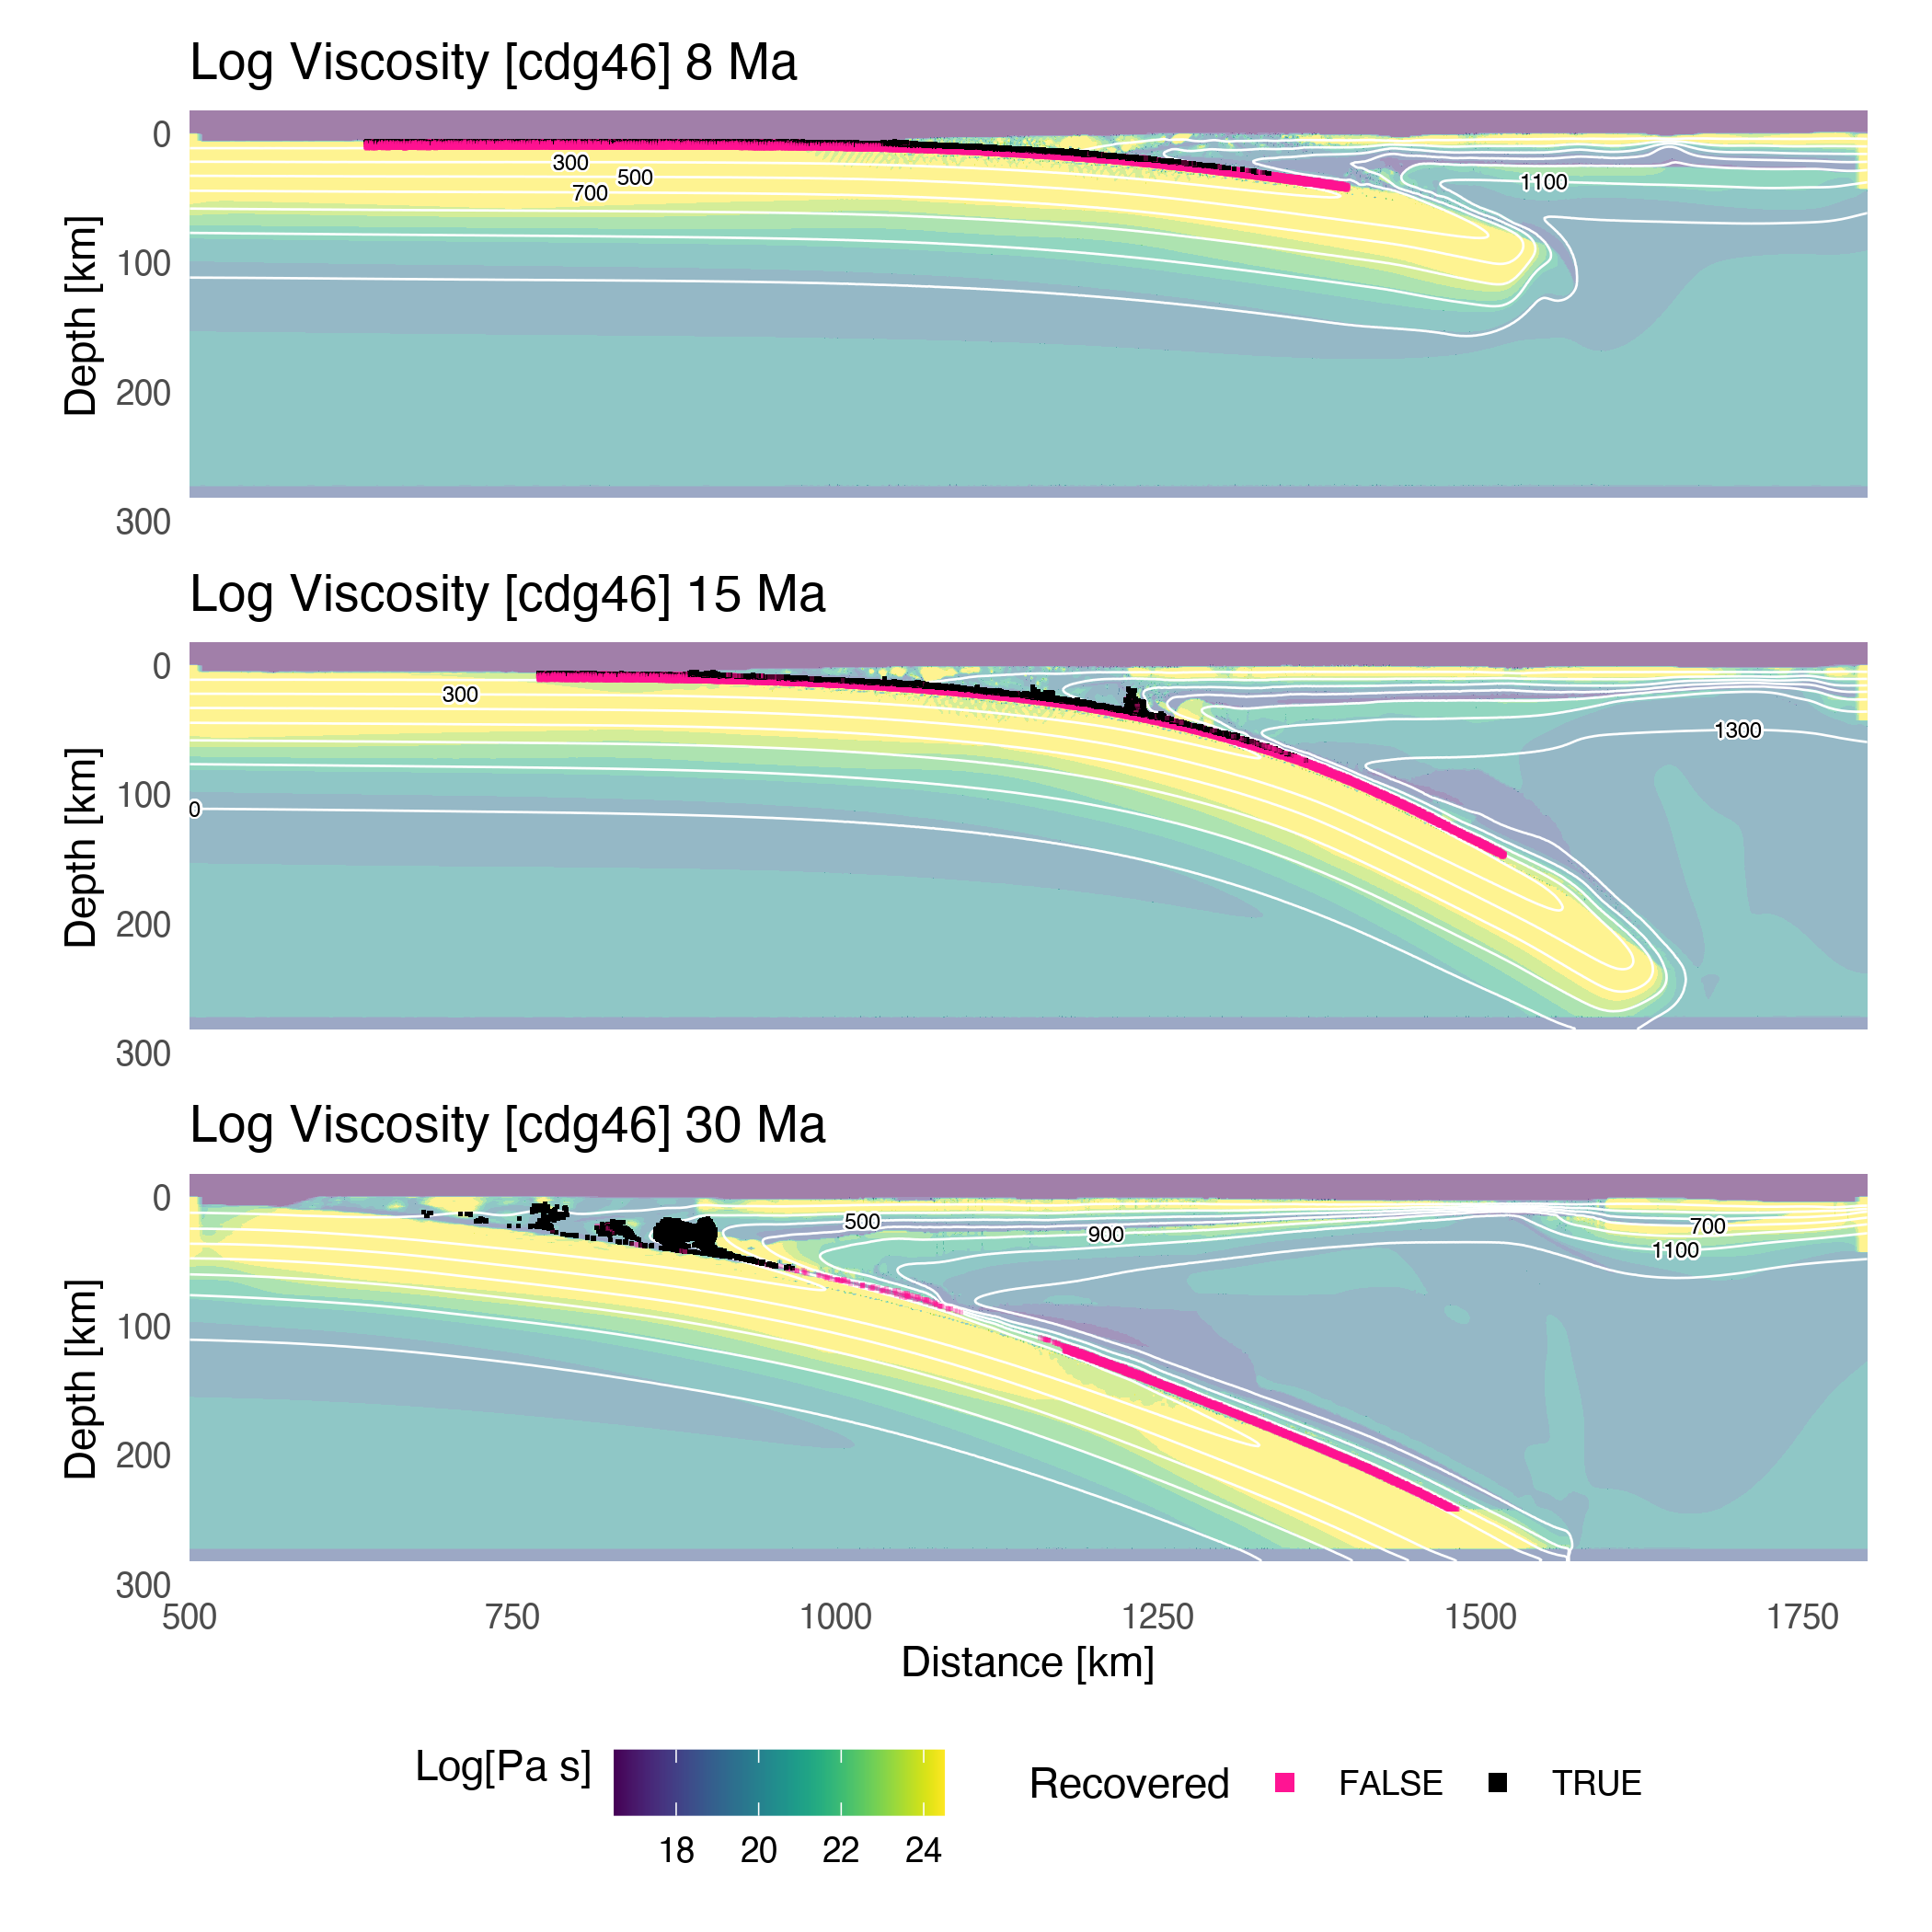 Log Viscosity [cdg46] 8 Ma
0
100
200
300
Depth [km]
300
500
700
1100
Log Viscosity [cdg46] 15 Ma
0
100
200
300
Depth [km]
300
1300
0
Log Viscosity [cdg46] 30 Ma
0
100
200
300
Depth [km]
500
900
700
1100
500 750 1000 1250 1500 1750
Distance [km]
Log[Pa s]
18 20 22 24
Recovered FALSE TRUE